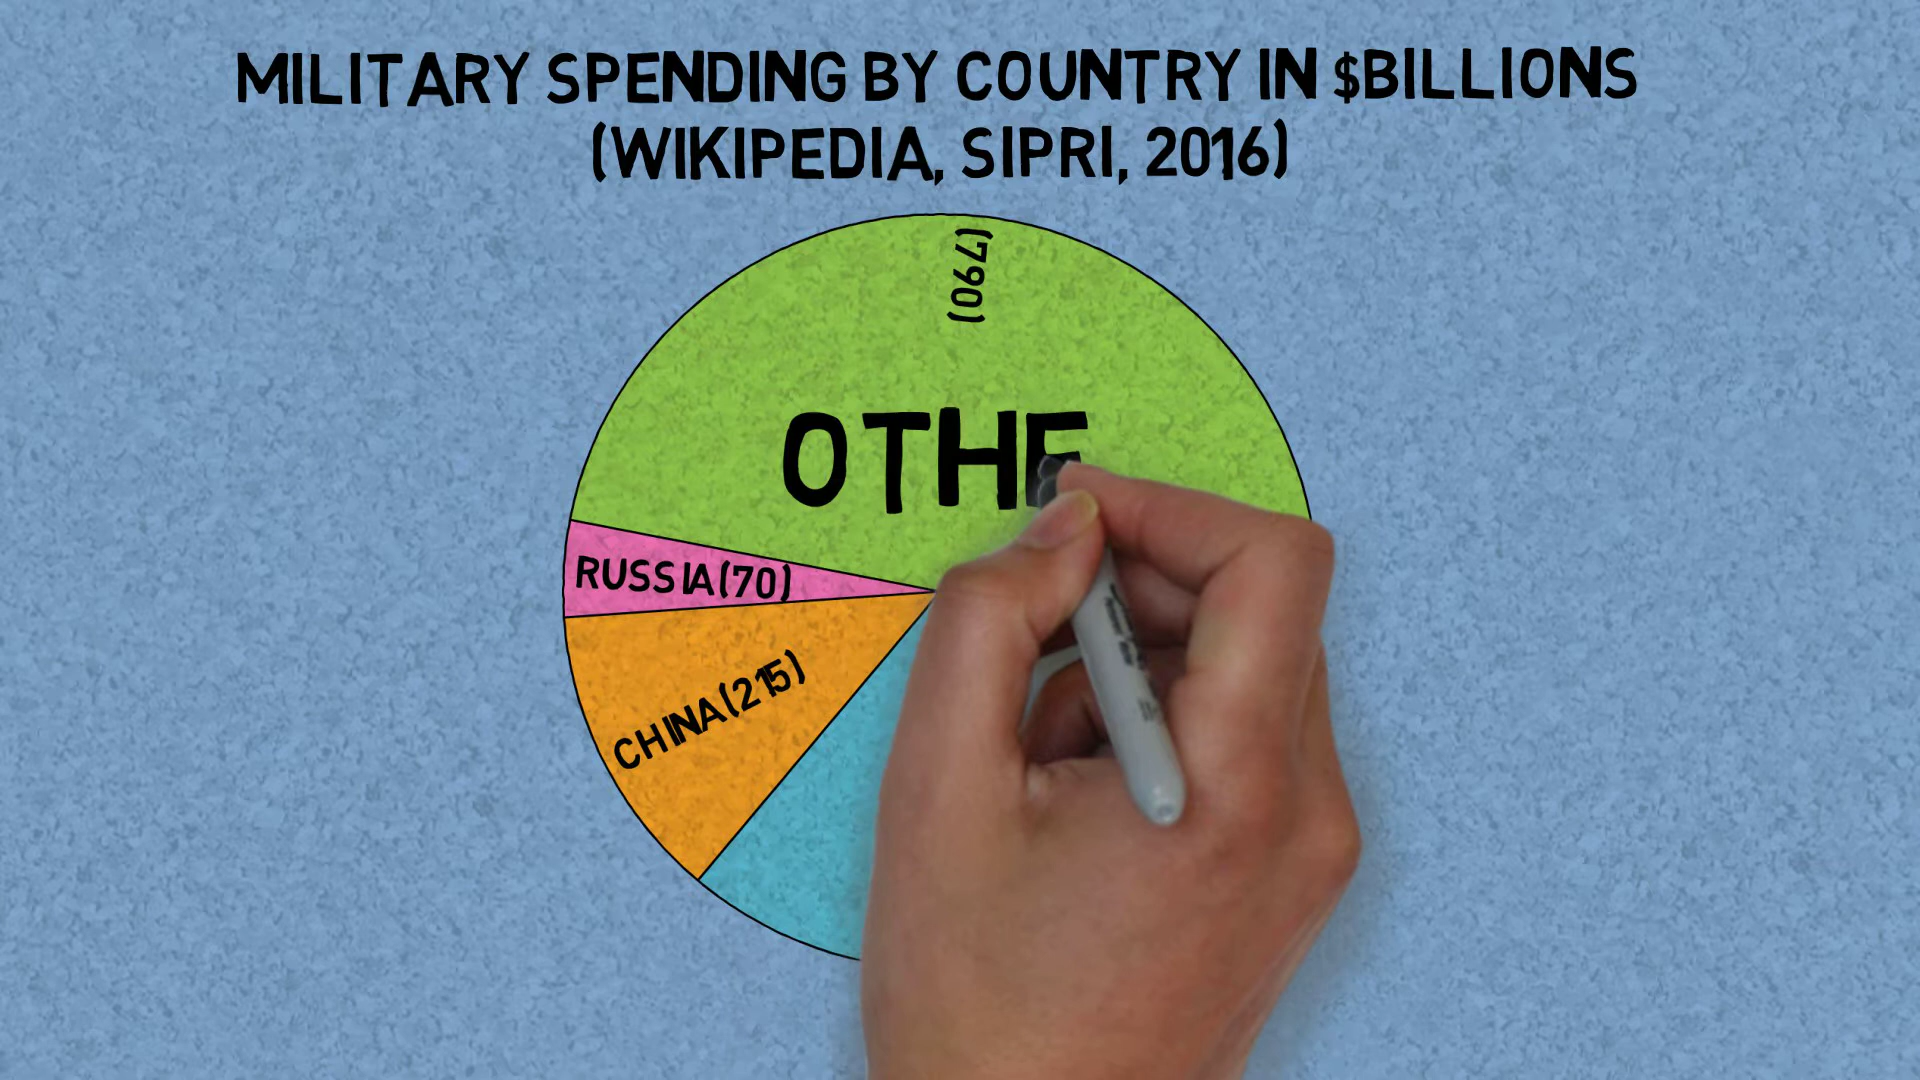 MILITARY SPENDING BY COUNTRY IN $BILLIONS
(WIKIPEDIA, SIPRI, 2016)
(790)
OTHE
RUSSIA(70)
CHINA(215)